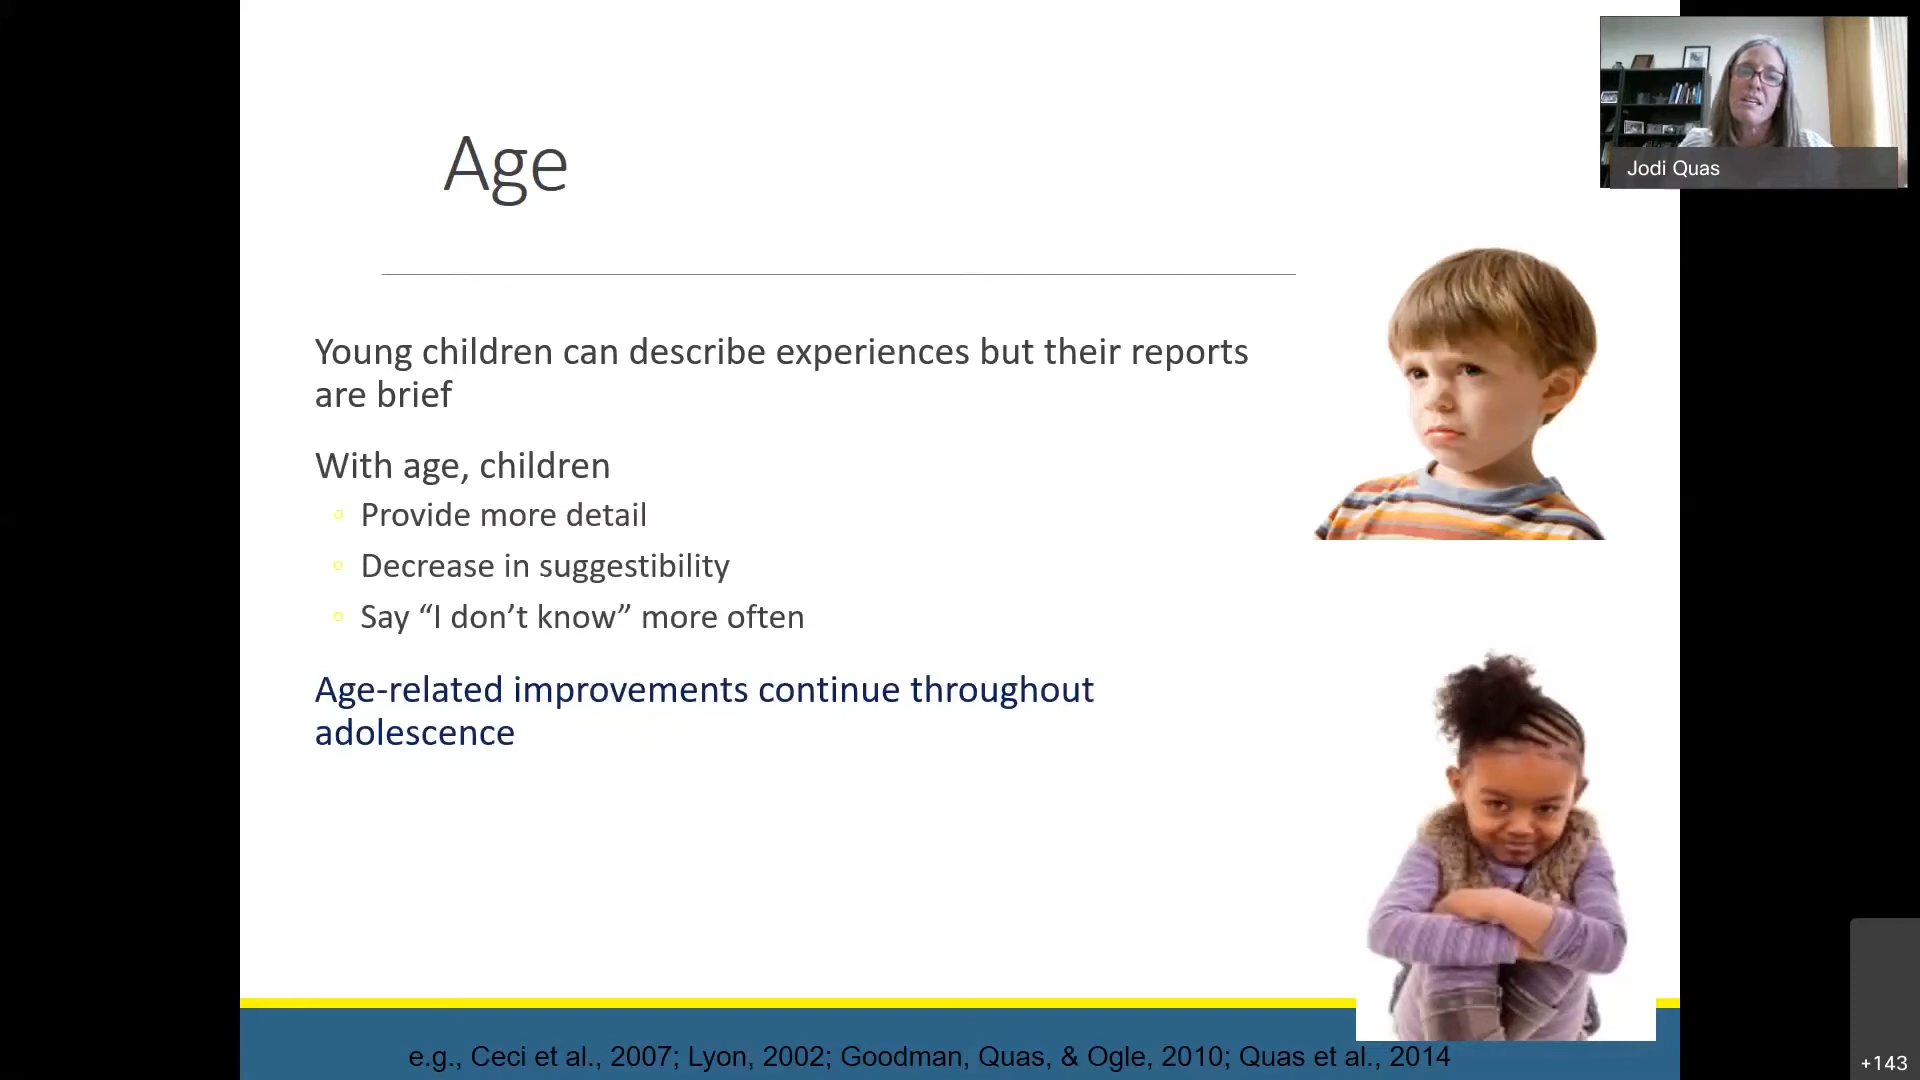 Age
Jodi Quas
Young children can describe experiences but their reports
are brief
With age, children
Provide more detail
Decrease in suggestibility
Say “I don’t know” more often
Age-related improvements continue throughout
adolescence
e.g., Ceci et al., 2007; Lyon, 2002; Goodman, Quas, & Ogle, 2010; Quas et al., 2014
+143